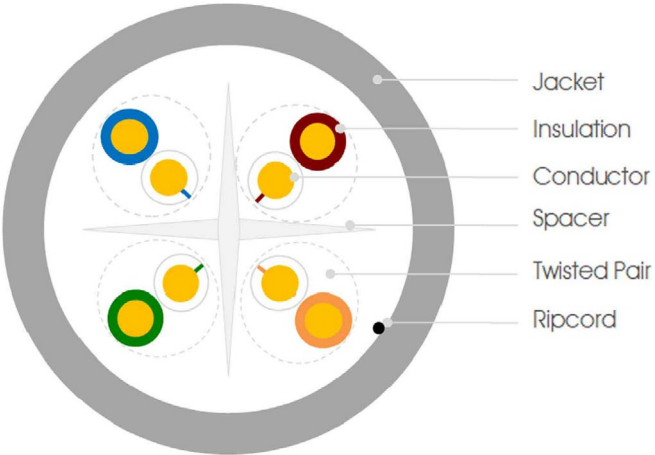 Jacket
Insulation
Conductor
Spacer
Twisted Pair
Ripcord